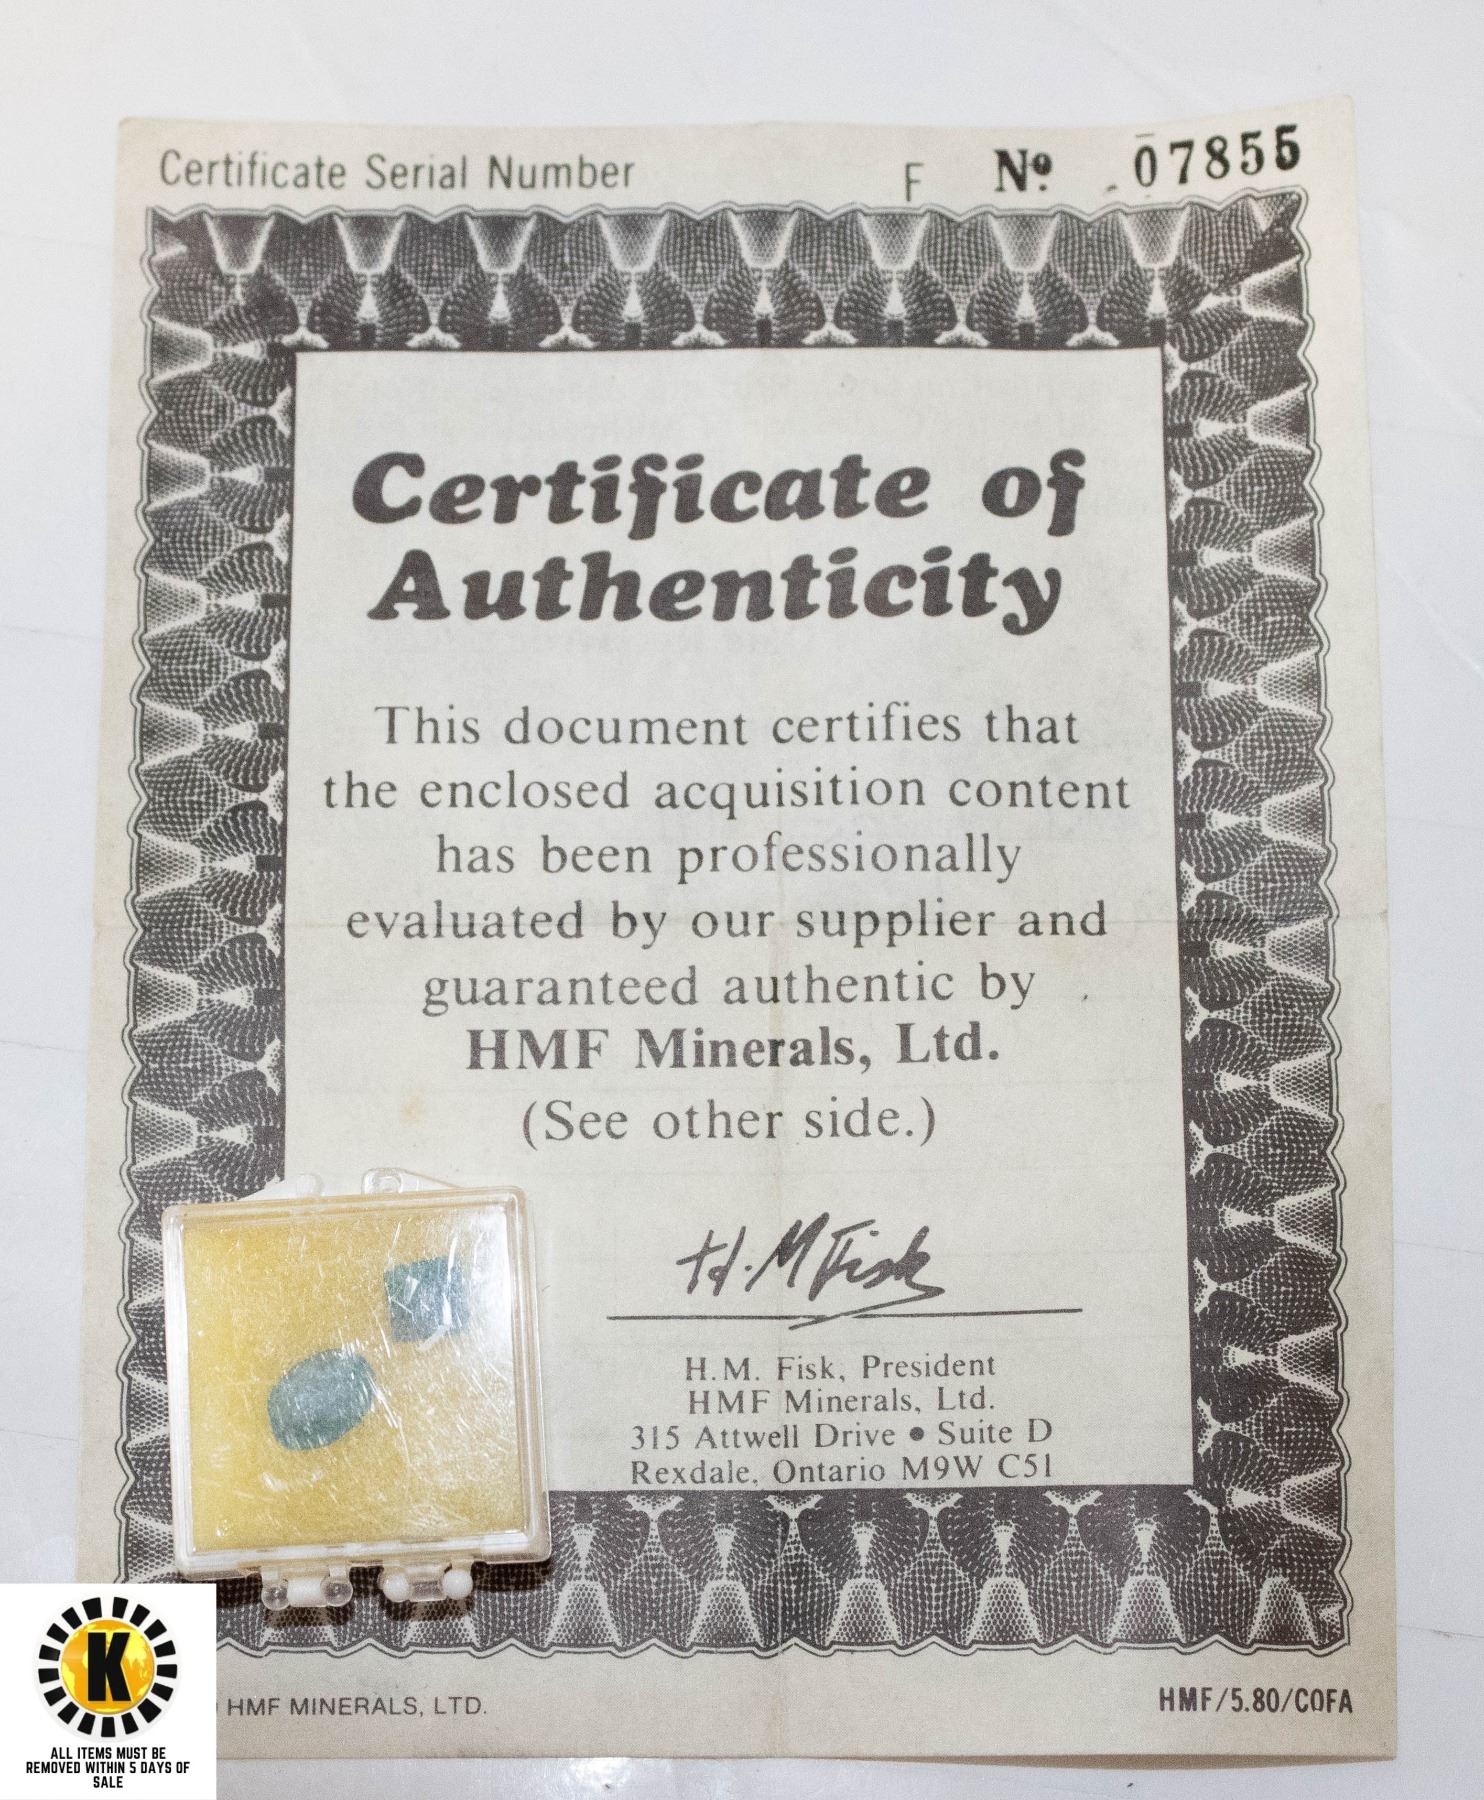 Certificate Serial Number F Nº 07855
Certificate of
Authenticity
This document certifies that
the enclosed acquisition content
has been professionally
evaluated by our supplier and
guaranteed authentic by
HMF Minerals, Ltd.
(See other side.)
H. M Fisk
H.M. Fisk, President
HMF Minerals, Ltd.
315 Attwell Drive • Suite D
Rexdale, Ontario M9W C51
HMF MINERALS, LTD. HMF/5.80/COFA
K
ALL ITEMS MUST BE
REMOVED WITHIN 5 DAYS OF
SALE